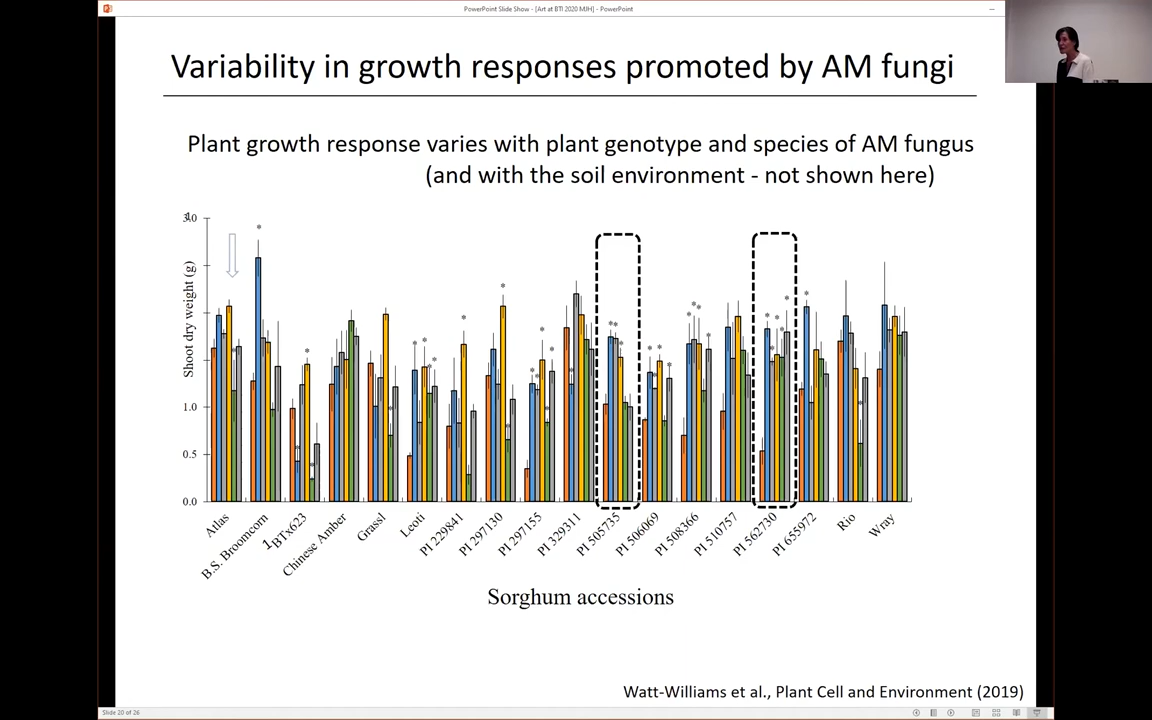 PowerPoint Slide Show - [Art at BTI 2020 MJH] - PowerPoint
Variability in growth responses promoted by AM fungi
Plant growth response varies with plant genotype and species of AM fungus
(and with the soil environment - not shown here)
3.0
Shoot dry weight (g)
1.0
0.5
0.0
Atlas
B.S. Broomcorn
BTx623
Chinese Amber
Grassl
Leoti
PI 229841
PI 297130
PI 297155
PI 329311
PI 505735
PI 506069
PI 508366
PI 510757
PI 562730
PI 655972
Rio
Wray
1
Sorghum accessions
Watt-Williams et al., Plant Cell and Environment (2019)
Slide 20 of 26